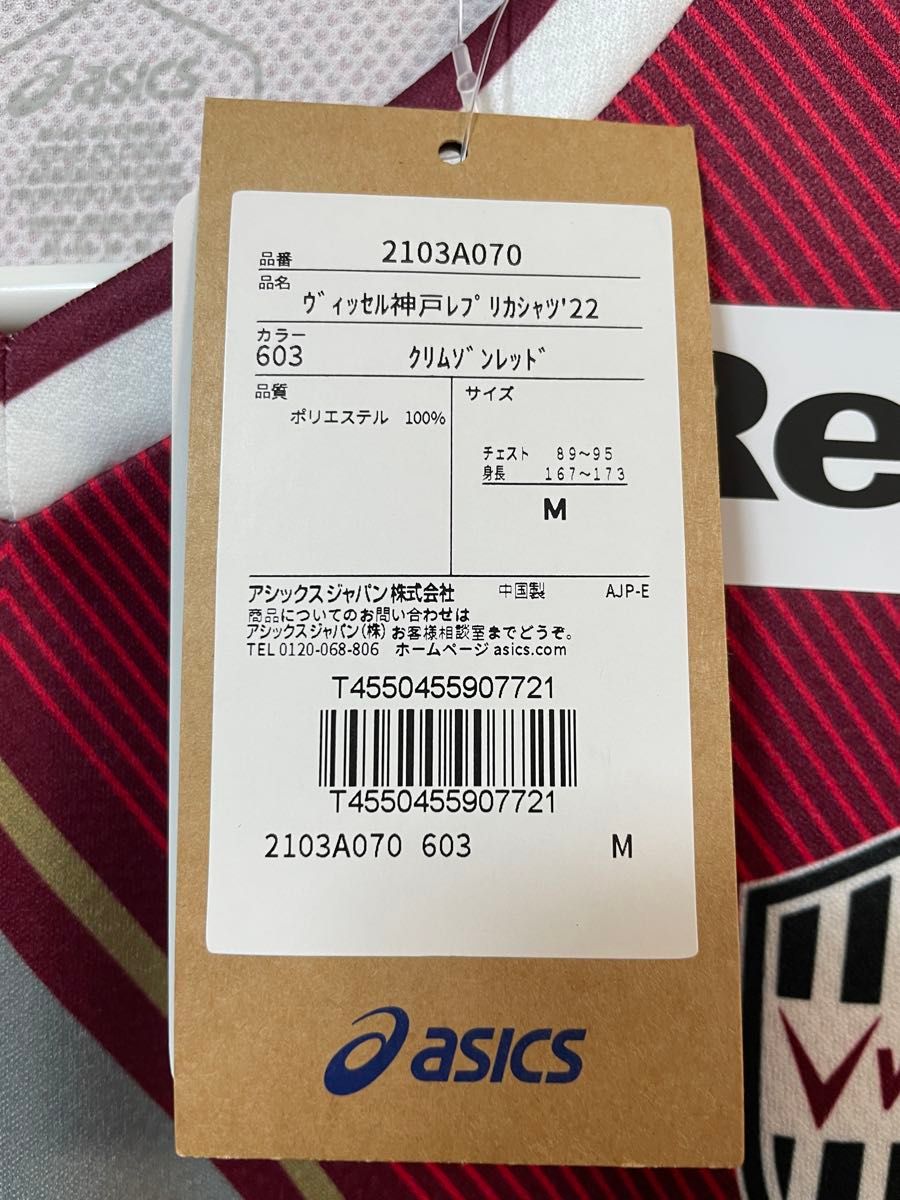 asics
品番 2103A070
品名
ヴィッセル神戸レプリカシャツ'22
カラー
603 クリムゾンレッド
品質 サイズ
ポリエステル 100%
チェスト 89～95
身長 167～173
M
アシックスジャパン株式会社 中国製 AJP-E
商品についてのお問い合わせは
アシックスジャパン(株)お客様相談室までどうぞ。
TEL 0120-068-806 ホームページ asics.com
T4550455907721
T4550455907721
2103A070 603 M
asics
Re